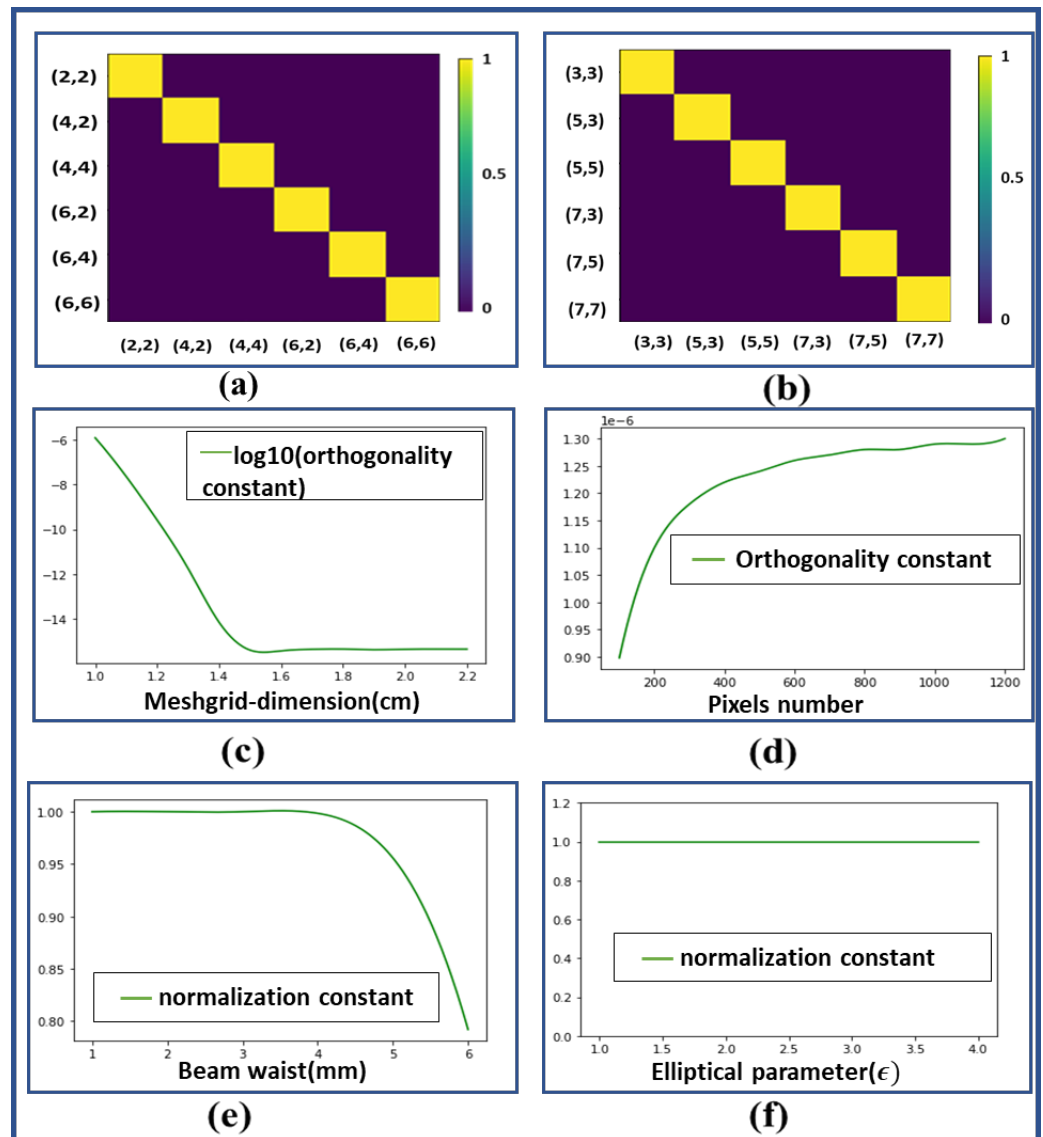 (2,2)
(4,2)
(4,4)
(6,2)
(6,4)
(6,6)
(2,2) (4,2) (4,4) (6,2) (6,4) (6,6)
1
0.5
0
(a)
(3,3)
(5,3)
(5,5)
(7,3)
(7,5)
(7,7)
(3,3) (5,3) (5,5) (7,3) (7,5) (7,7)
1
0.5
0
(b)
−6
−8
−10
−12
−14
log10(orthogonality
constant)
1.0 1.2 1.4 1.6 1.8 2.0 2.2
Meshgrid-dimension(cm)
(c)
1e−6
1.30
1.25
1.20
1.15
1.10
1.05
1.00
0.95
0.90
Orthogonality constant
200 400 600 800 1000 1200
Pixels number
(d)
1.00
0.95
0.90
0.85
0.80
normalization constant
1 2 3 4 5 6
Beam waist(mm)
(e)
1.2
1.0
0.8
0.6
0.4
0.2
0.0
normalization constant
1.0 1.5 2.0 2.5 3.0 3.5 4.0
Elliptical parameter(ϵ)
(f)